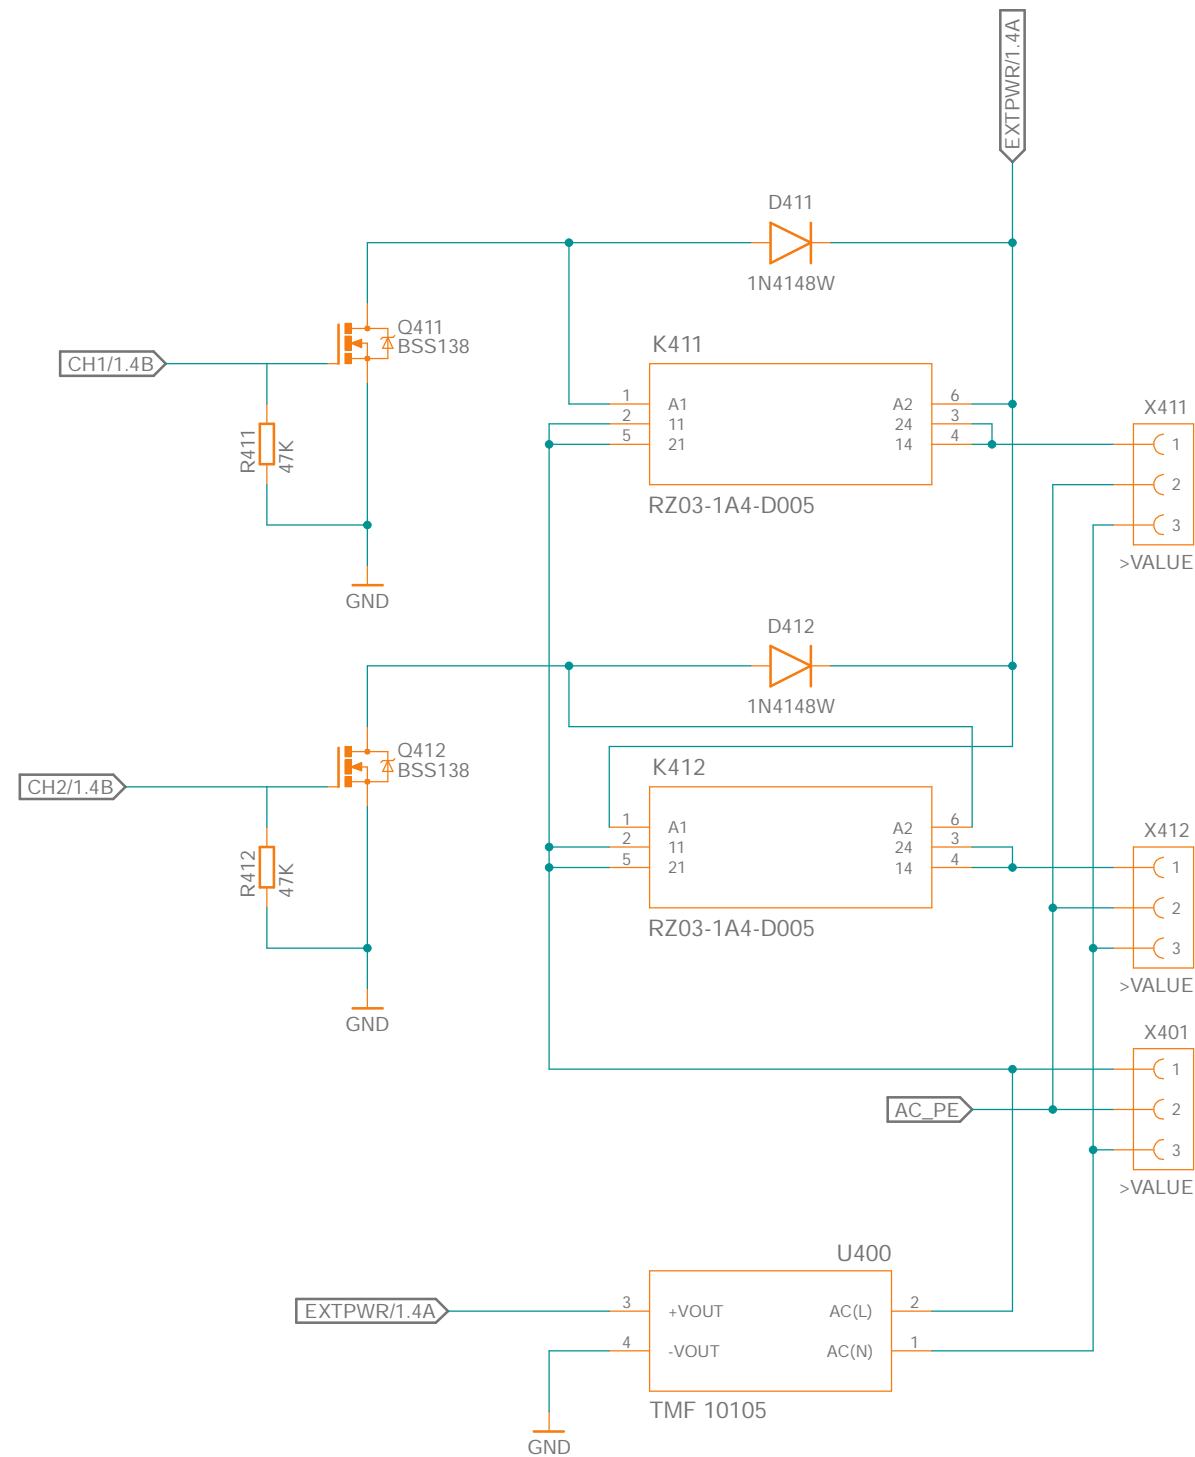 EXTPWR/1.4A
D411
1N4148W
Q411
BSS138
CH1/1.4B
R411
47K
GND
K411
1 A1 A2 6
2 11 24 3
5 21 14 4
RZ03-1A4-D005
X411
1
2
3
>VALUE
D412
1N4148W
Q412
BSS138
CH2/1.4B
R412
47K
GND
K412
1 A1 A2 6
2 11 24 3
5 21 14 4
RZ03-1A4-D005
X412
1
2
3
>VALUE
X401
1
2
3
>VALUE
AC_PE
U400
EXTPWR/1.4A
3 +VOUT AC(L) 2
4 -VOUT AC(N) 1
TMF 10105
GND